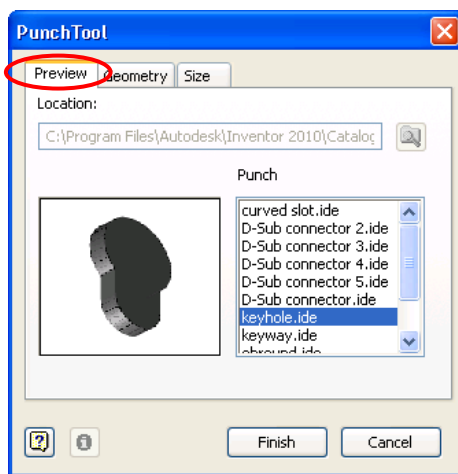 PunchTool
Preview Geometry Size
Location:
C:\Program Files\Autodesk\Inventor 2010\Catalog
Punch
curved slot.ide
D-Sub connector 2.ide
D-Sub connector 3.ide
D-Sub connector 4.ide
D-Sub connector 5.ide
D-Sub connector.ide
keyhole.ide
keyway.ide
obround.ide
Finish Cancel